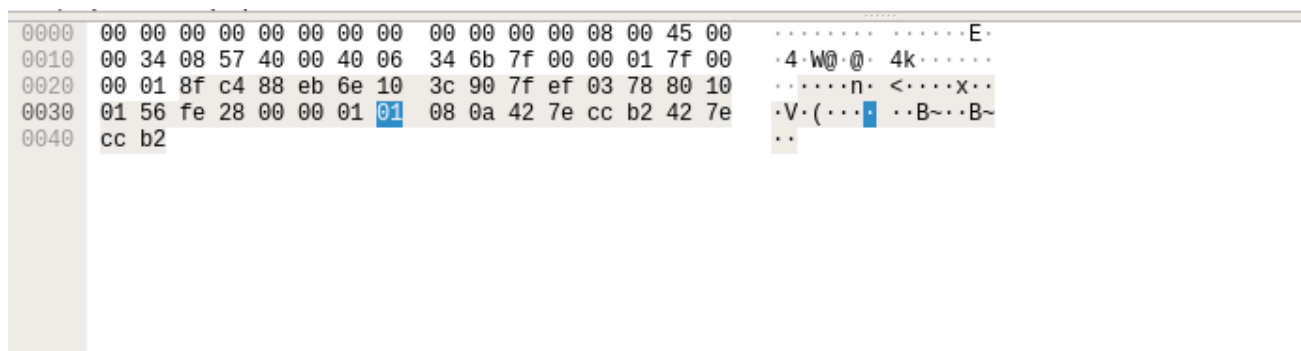 0000 00 00 00 00 00 00 00 00 00 00 00 00 08 00 45 00 ········ ······E·
0010 00 34 08 57 40 00 40 06 34 6b 7f 00 00 01 7f 00 ·4·W@·@· 4k······
0020 00 01 8f c4 88 eb 6e 10 3c 90 7f ef 03 78 80 10 ······n· <····x··
0030 01 56 fe 28 00 00 01 01 08 0a 42 7e cc b2 42 7e ·V·(···· ··B~··B~
0040 cc b2 ··